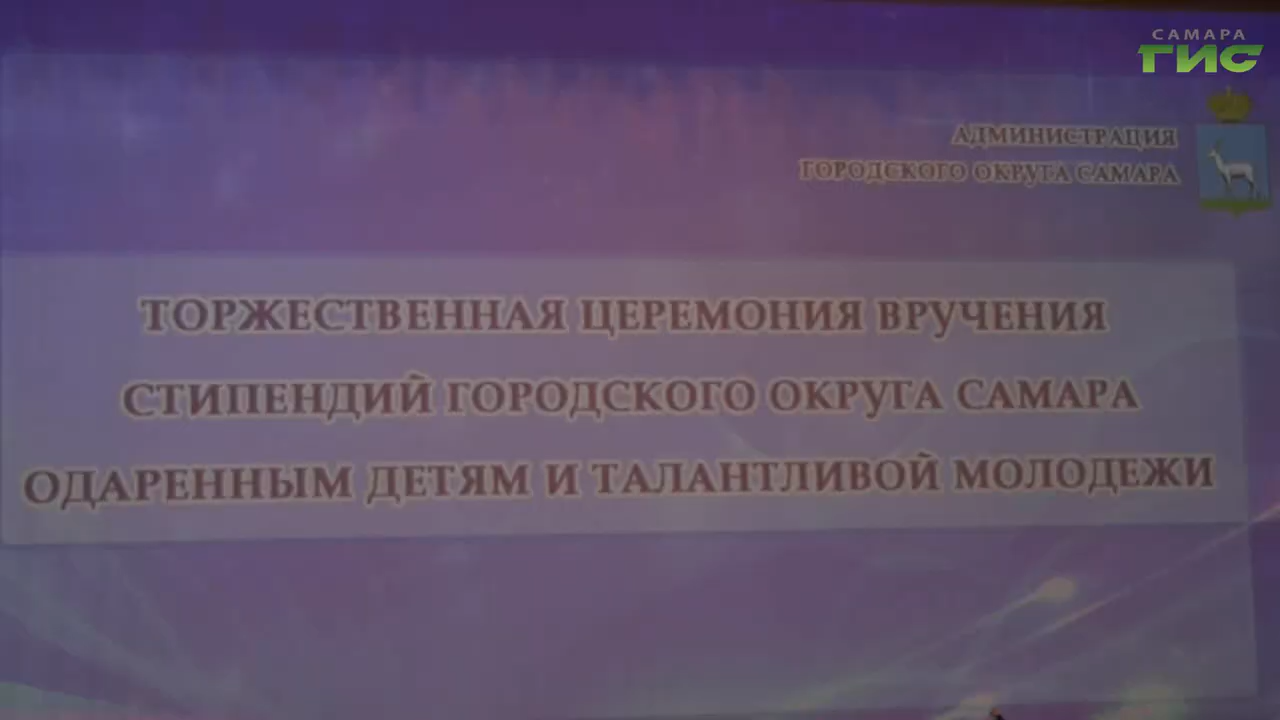 САМАРА
ГИС
АДМИНИСТРАЦИЯ
ГОРОДСКОГО ОКРУГА САМАРА
ТОРЖЕСТВЕННАЯ ЦЕРЕМОНИЯ ВРУЧЕНИЯ
СТИПЕНДИЙ ГОРОДСКОГО ОКРУГА САМАРА
ОДАРЕННЫМ ДЕТЯМ И ТАЛАНТЛИВОЙ МОЛОДЕЖИ